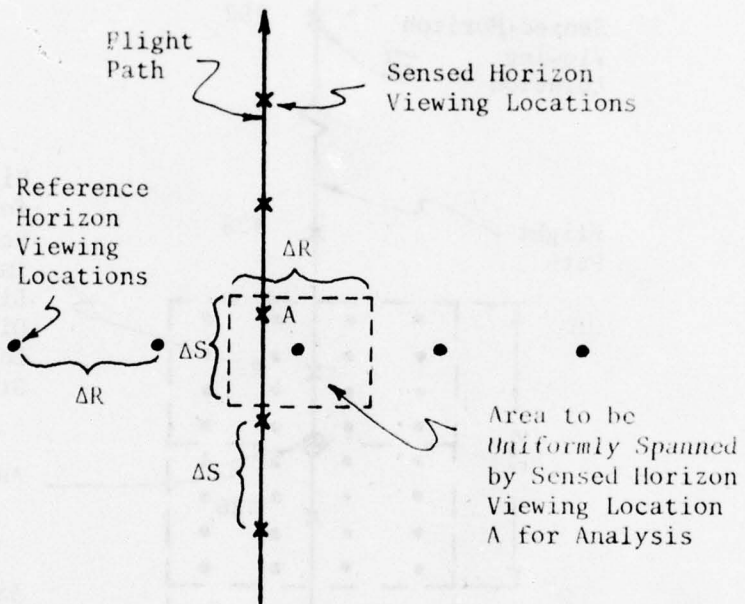 Flight
Path
Sensed Horizon
Viewing Locations
Reference
Horizon
Viewing
Locations
ΔR
A
ΔS
ΔR
ΔS
Area to be
Uniformly Spanned
by Sensed Horizon
Viewing Location
A for Analysis